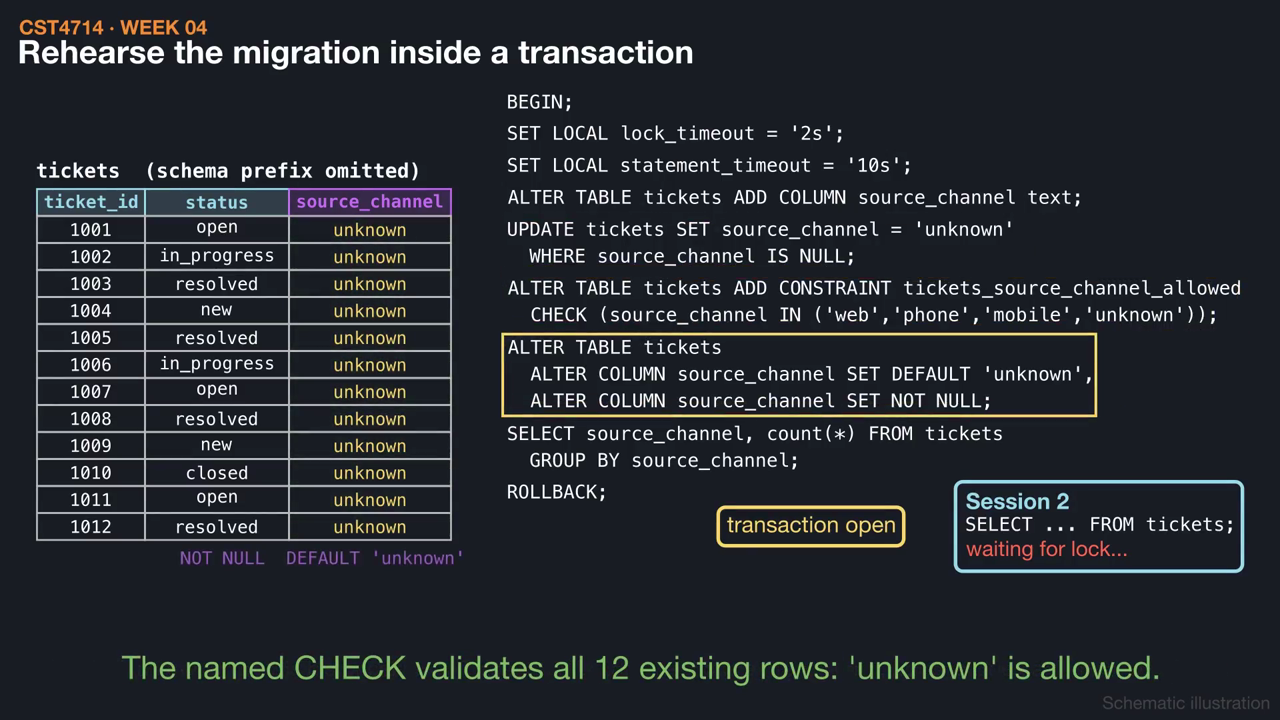 CST4714 · WEEK 04
Rehearse the migration inside a transaction
tickets (schema prefix omitted)
ticket_id status source_channel
1001 open unknown
1002 in_progress unknown
1003 resolved unknown
1004 new unknown
1005 resolved unknown
1006 in_progress unknown
1007 open unknown
1008 resolved unknown
1009 new unknown
1010 closed unknown
1011 open unknown
1012 resolved unknown
NOT NULL DEFAULT 'unknown'
BEGIN;
SET LOCAL lock_timeout = '2s';
SET LOCAL statement_timeout = '10s';
ALTER TABLE tickets ADD COLUMN source_channel text;
UPDATE tickets SET source_channel = 'unknown'
WHERE source_channel IS NULL;
ALTER TABLE tickets ADD CONSTRAINT tickets_source_channel_allowed
CHECK (source_channel IN ('web','phone','mobile','unknown'));
ALTER TABLE tickets
ALTER COLUMN source_channel SET DEFAULT 'unknown',
ALTER COLUMN source_channel SET NOT NULL;
SELECT source_channel, count(*) FROM tickets
GROUP BY source_channel;
ROLLBACK;
transaction open
Session 2
SELECT ... FROM tickets;
waiting for lock...
The named CHECK validates all 12 existing rows: 'unknown' is allowed.
Schematic illustration